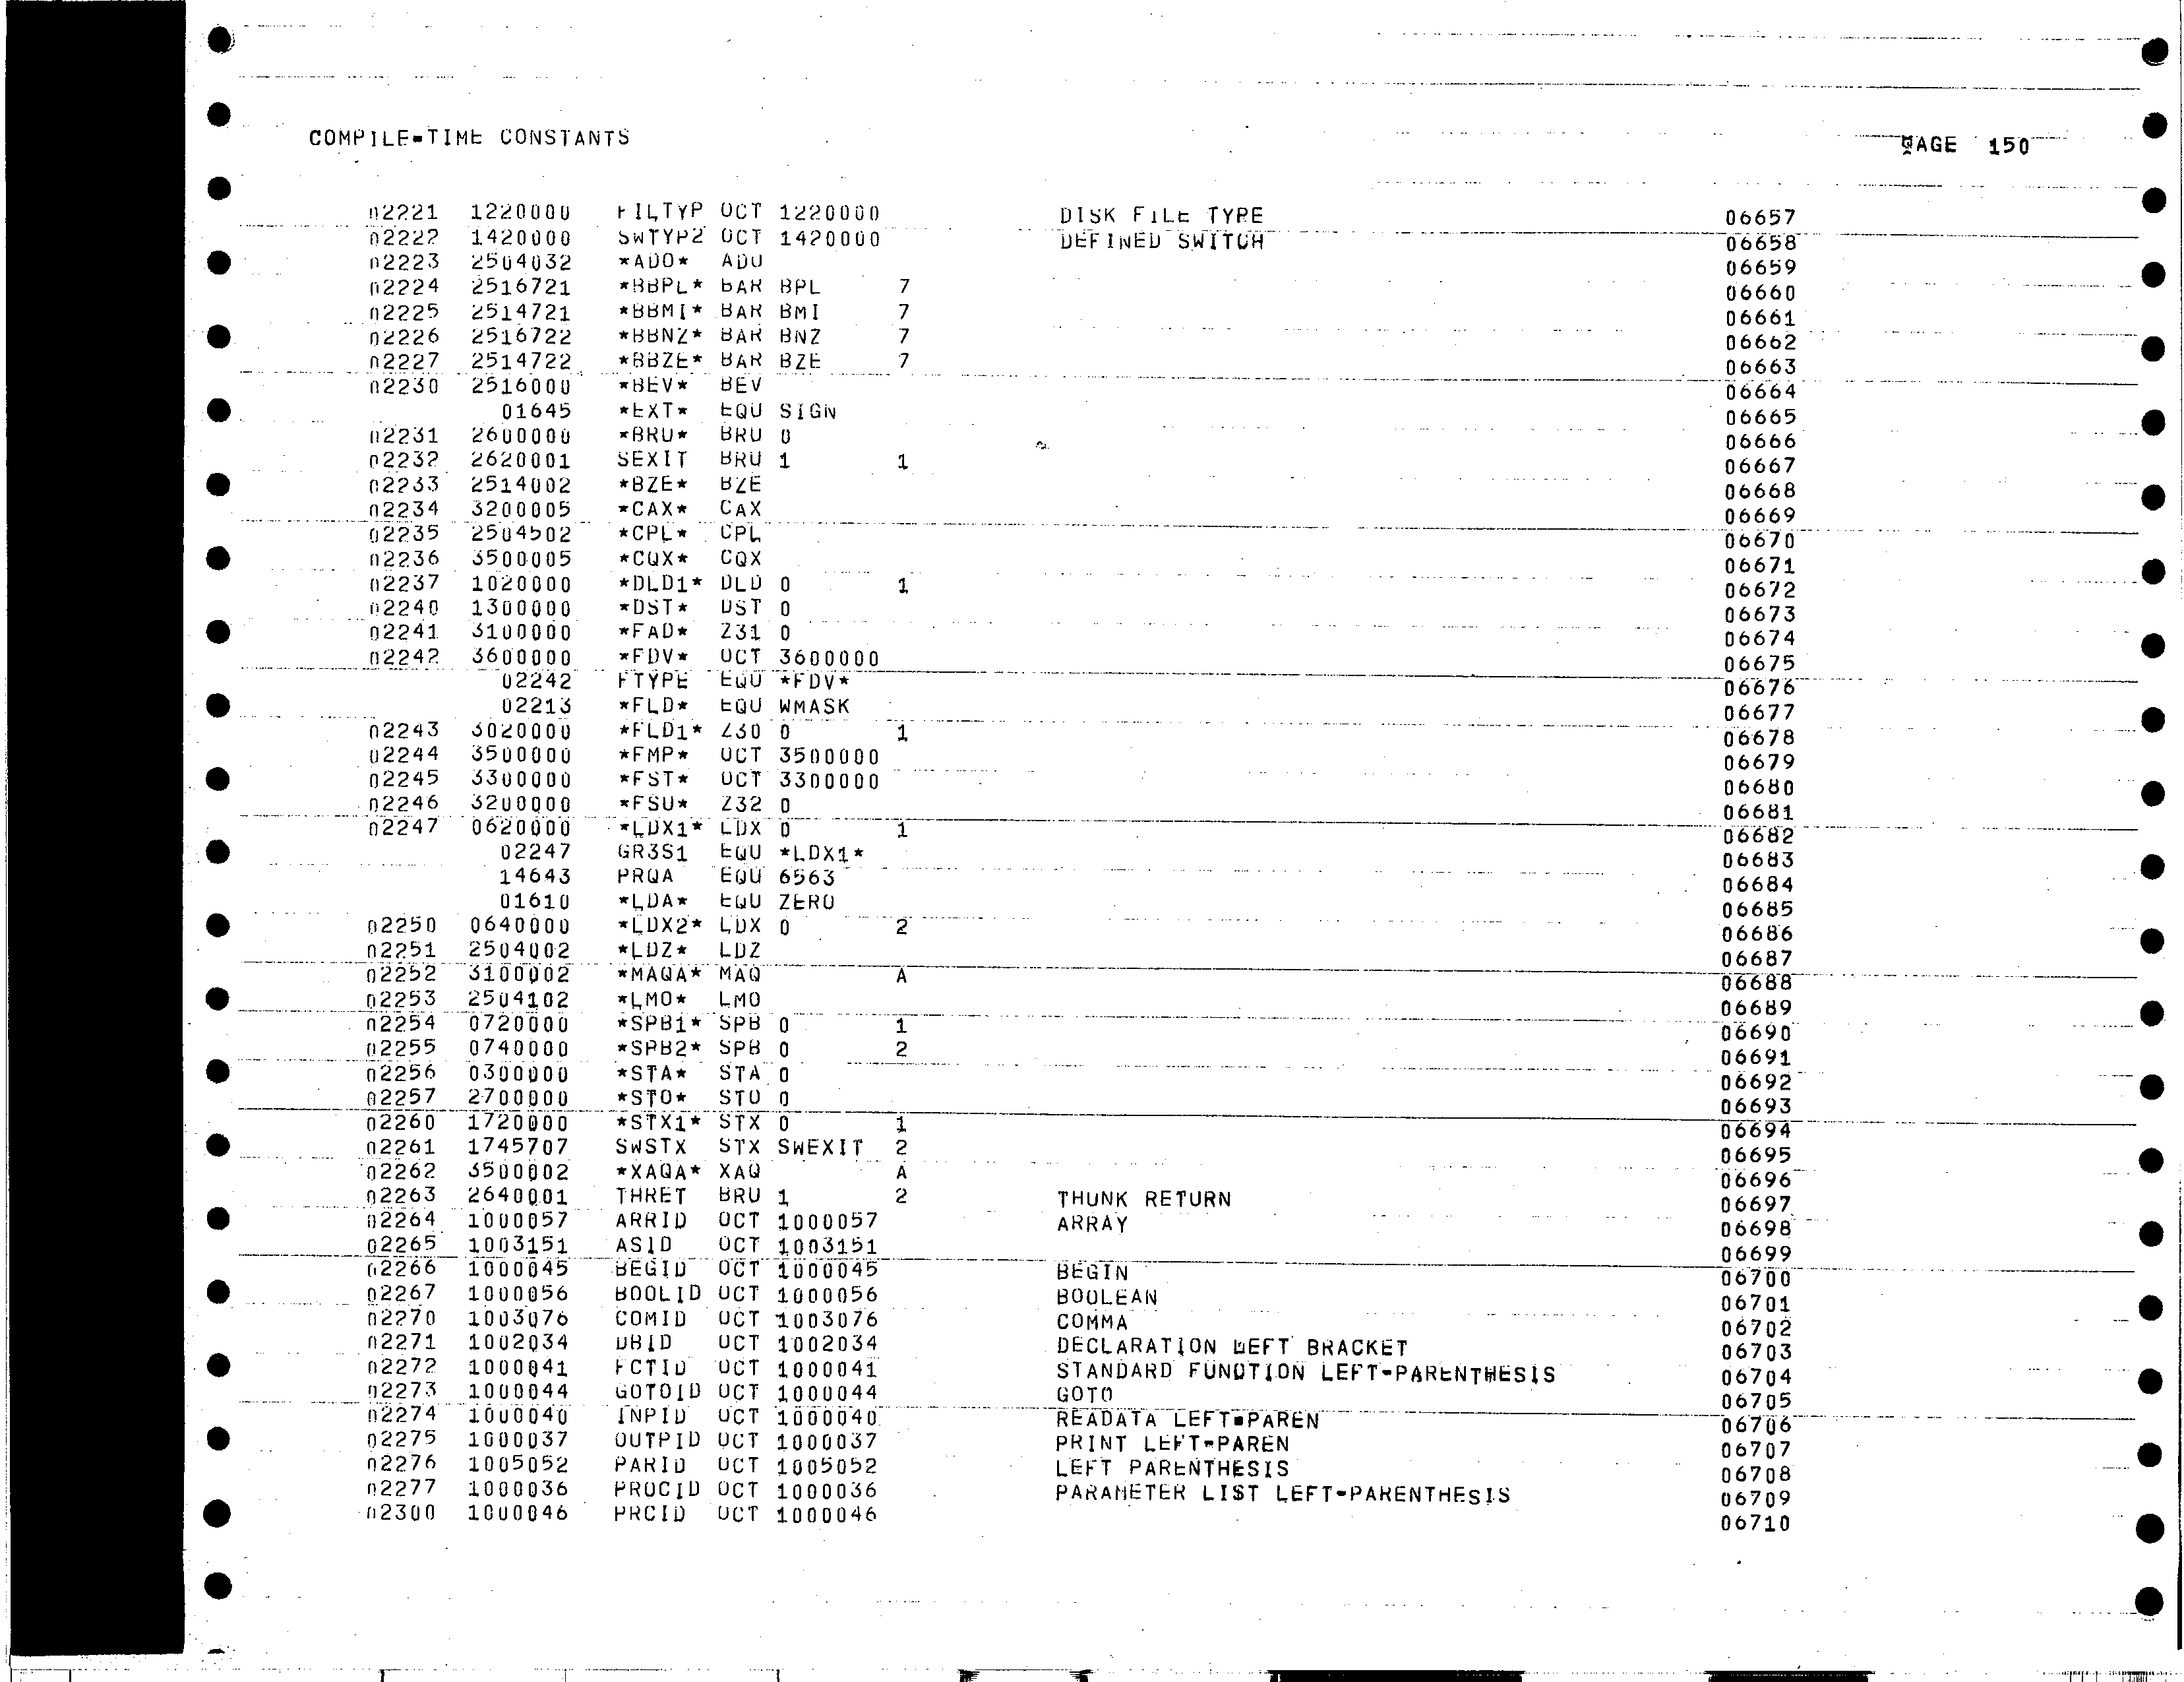 COMPILE-TIME CONSTANTS PAGE 150
02221 1220000 FILTYP OCT 1220000 DISK FILE TYPE 06657
02222 1420000 SWTYP2 OCT 1420000 DEFINED SWITCH 06658
02223 2504032 *ADO* ADO 06659
02224 2516721 *BBPL* BAR BPL 7 06660
02225 2514721 *BBMI* BAR BMI 7 06661
02226 2516722 *BBNZ* BAR BNZ 7 06662
02227 2514722 *BBZE* BAR BZE 7 06663
02230 2516000 *BEV* BEV 06664
01645 *EXT* EQU SIGN 06665
02231 2600000 *BRU* BRU 0 06666
02232 2620001 SEXIT BRU 1 1 06667
02233 2514002 *BZE* BZE 06668
02234 3200005 *CAX* CAX 06669
02235 2504502 *CPL* CPL 06670
02236 3500005 *CQX* CQX 06671
02237 1020000 *DLD1* DLD 0 1 06672
02240 1300000 *DST* DST 0 06673
02241 3100000 *FAD* Z31 0 06674
02242 3600000 *FDV* OCT 3600000 06675
02242 FTYPE EQU *FDV* 06676
02213 *FLD* EQU WMASK 06677
02243 3020000 *FLD1* Z30 0 1 06678
02244 3500000 *FMP* OCT 3500000 06679
02245 3300000 *FST* OCT 3300000 06680
02246 3200000 *FSU* Z32 0 06681
02247 0620000 *LDX1* LDX 0 1 06682
02247 GR3S1 EQU *LDX1* 06683
14643 PRQA EQU 6563 06684
01610 *LDA* EQU ZERO 06685
02250 0640000 *LDX2* LDX 0 2 06686
02251 2504002 *LDZ* LDZ 06687
02252 3100002 *MAQA* MAQ A 06688
02253 2504102 *LMO* LMO 06689
02254 0720000 *SPB1* SPB 0 1 06690
02255 0740000 *SPB2* SPB 0 2 06691
02256 0300000 *STA* STA 0 06692
02257 2700000 *STO* STO 0 06693
02260 1720000 *STX1* STX 0 1 06694
02261 1745707 SWSTX STX SWEXIT 2 06695
02262 3500002 *XAQA* XAQ A 06696
02263 2640001 THRET BRU 1 2 THUNK RETURN 06697
02264 1000057 ARRID OCT 1000057 ARRAY 06698
02265 1003151 ASID OCT 1003151 06699
02266 1000045 BEGID OCT 1000045 BEGIN 06700
02267 1000056 BOOLID OCT 1000056 BOOLEAN 06701
02270 1003076 COMID OCT 1003076 COMMA 06702
02271 1002034 DBID OCT 1002034 DECLARATION LEFT BRACKET 06703
02272 1000041 FCTID OCT 1000041 STANDARD FUNCTION LEFT-PARENTHESIS 06704
02273 1000044 GOTOID OCT 1000044 GOTO 06705
02274 1000040 INPID OCT 1000040 READATA LEFT-PAREN 06706
02275 1000037 OUTPID OCT 1000037 PRINT LEFT-PAREN 06707
02276 1005052 PARID OCT 1005052 LEFT PARENTHESIS 06708
02277 1000036 PROCID OCT 1000036 PARAMETER LIST LEFT-PARENTHESIS 06709
02300 1000046 PRCID OCT 1000046 06710